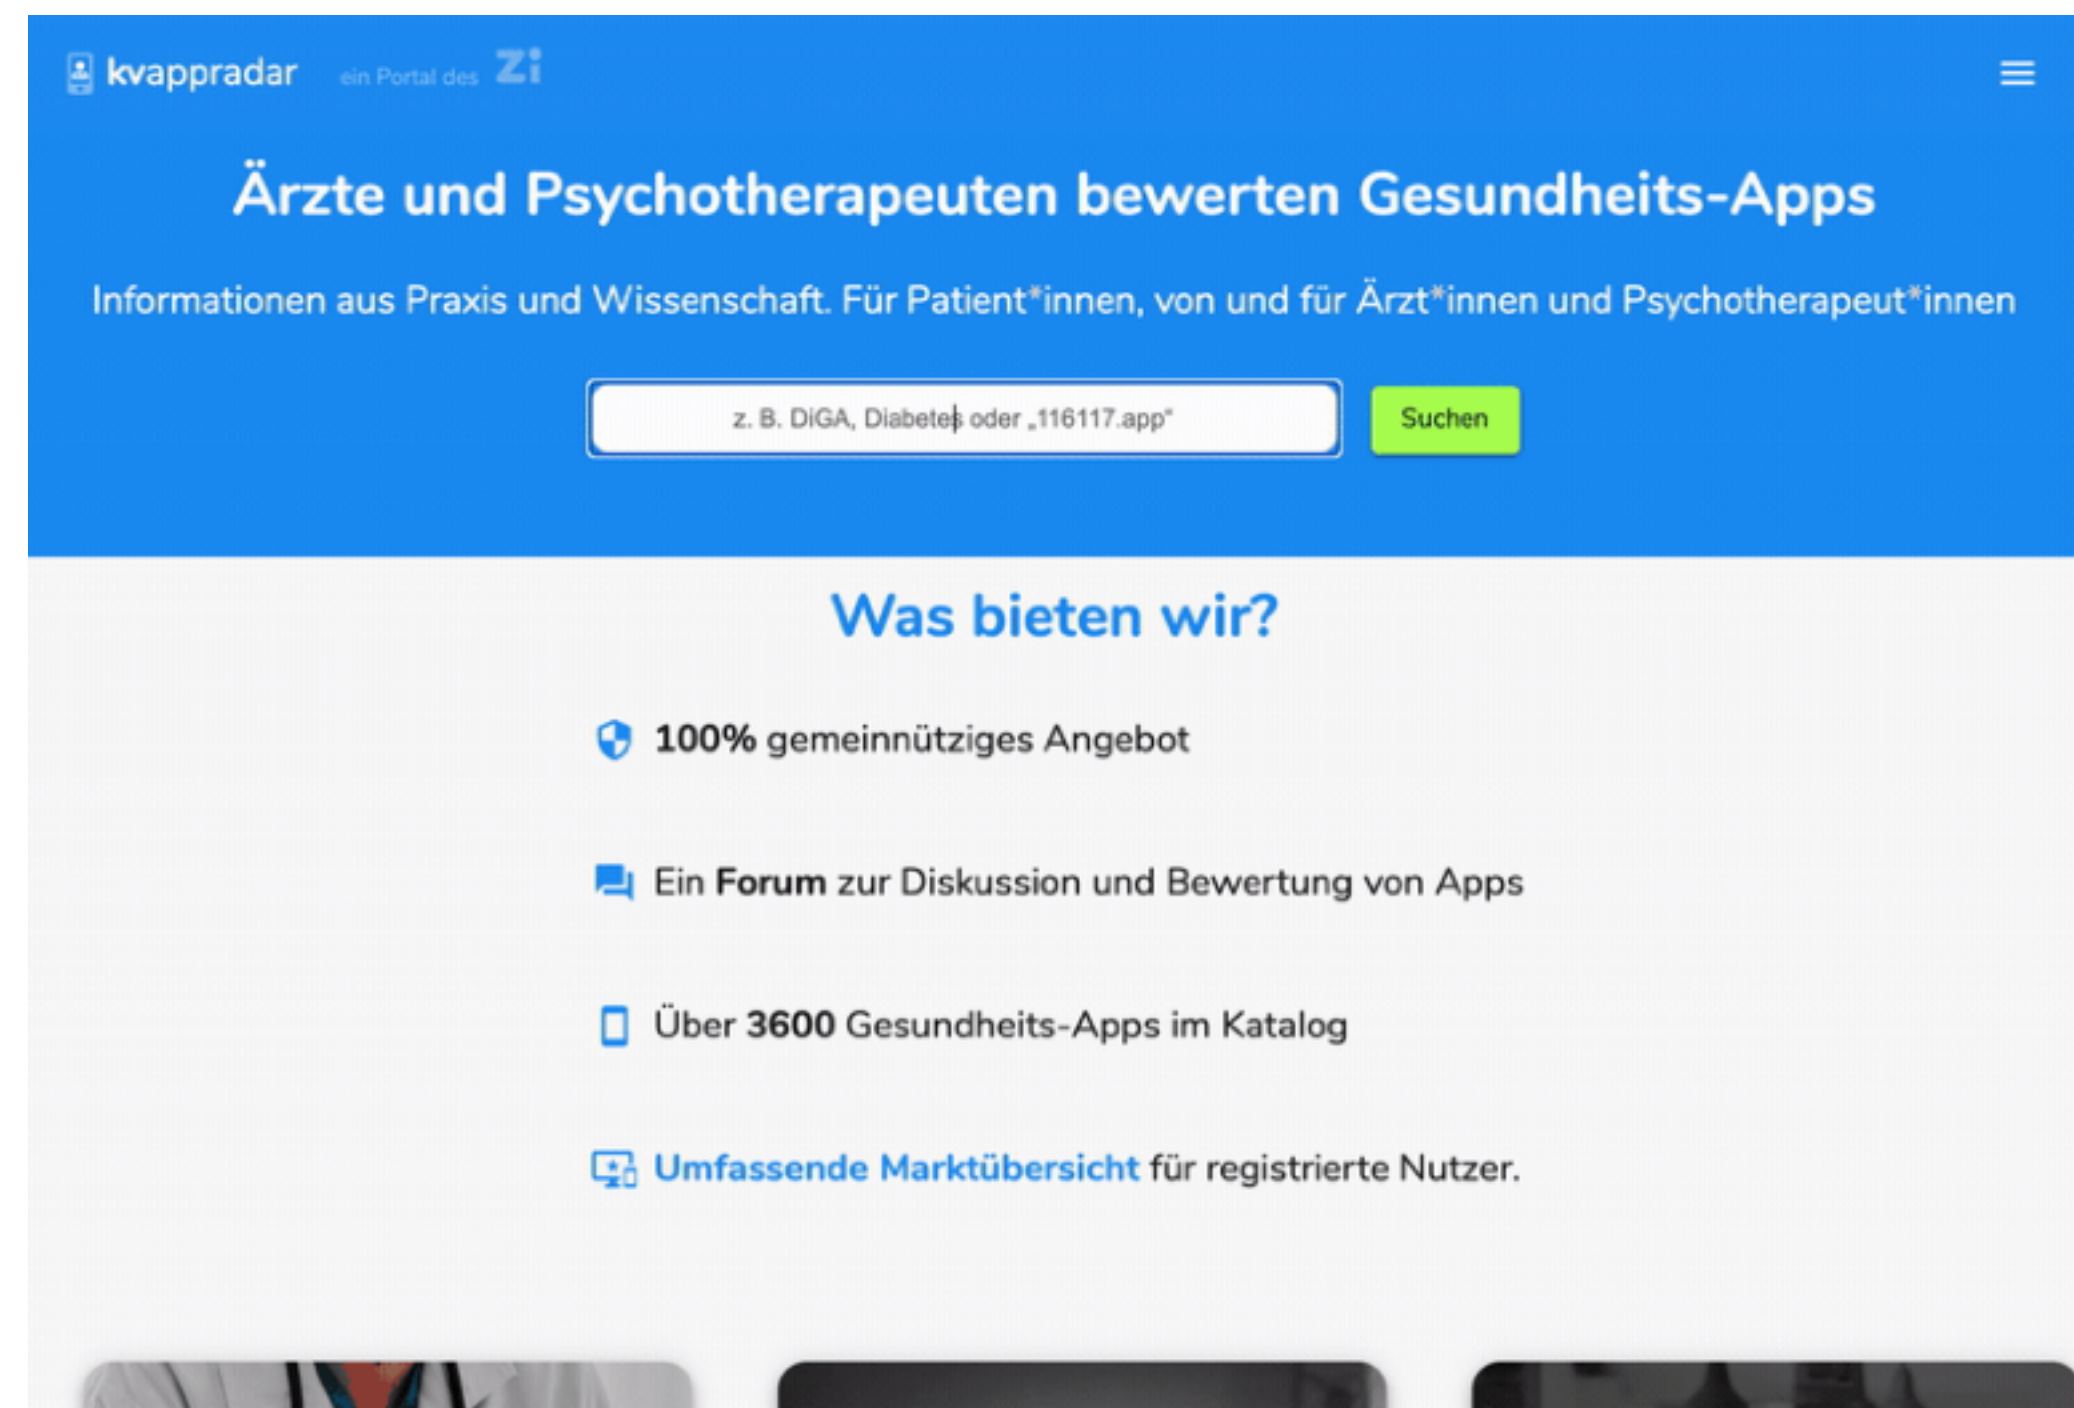 kvappradar ein Portal des Zi
Ärzte und Psychotherapeuten bewerten Gesundheits-Apps
Informationen aus Praxis und Wissenschaft. Für Patient*innen, von und für Ärzt*innen und Psychotherapeut*innen
z. B. DiGA, Diabetes oder „116117.app“
Suchen
Was bieten wir?
100% gemeinnütziges Angebot
Ein Forum zur Diskussion und Bewertung von Apps
Über 3600 Gesundheits-Apps im Katalog
Umfassende Marktübersicht für registrierte Nutzer.